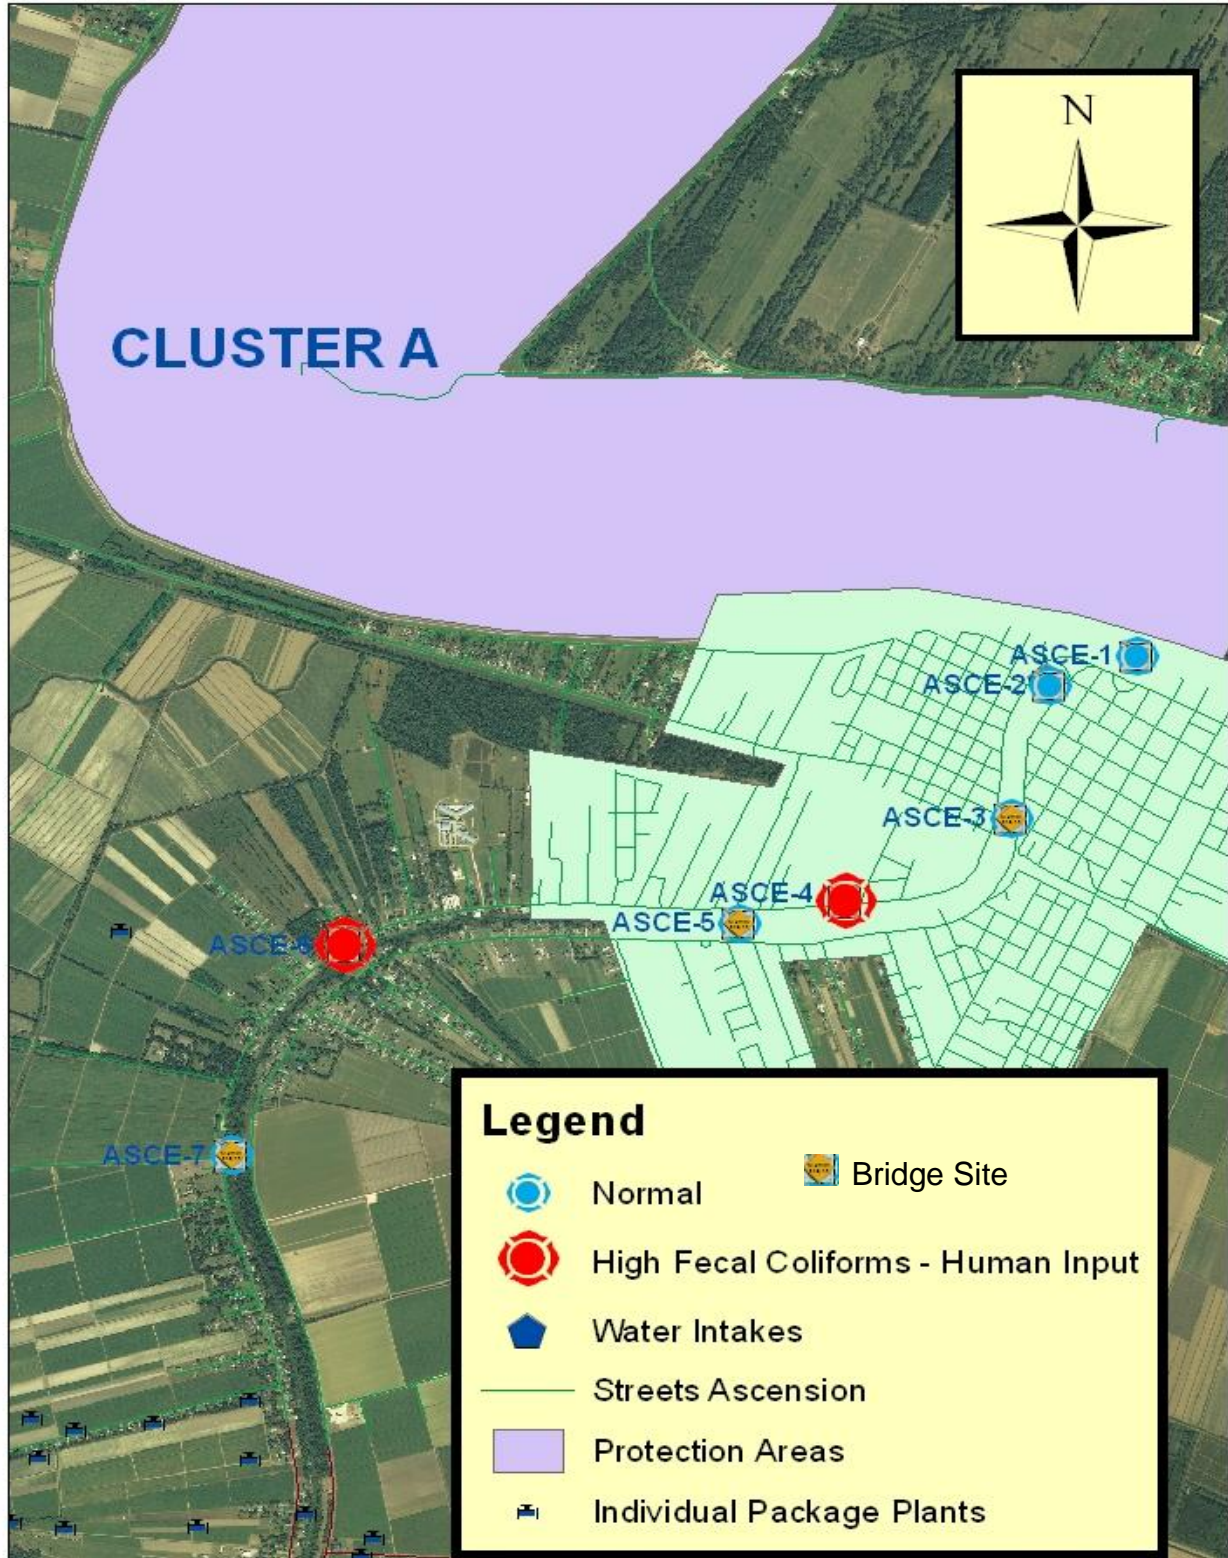 N
CLUSTER A
ASCE-1
ASCE-2
ASCE-3
ASCE-4
ASCE-5
ASCE-6
ASCE-7
Legend
Normal
Bridge Site
High Fecal Coliforms - Human Input
Water Intakes
Streets Ascension
Protection Areas
Individual Package Plants